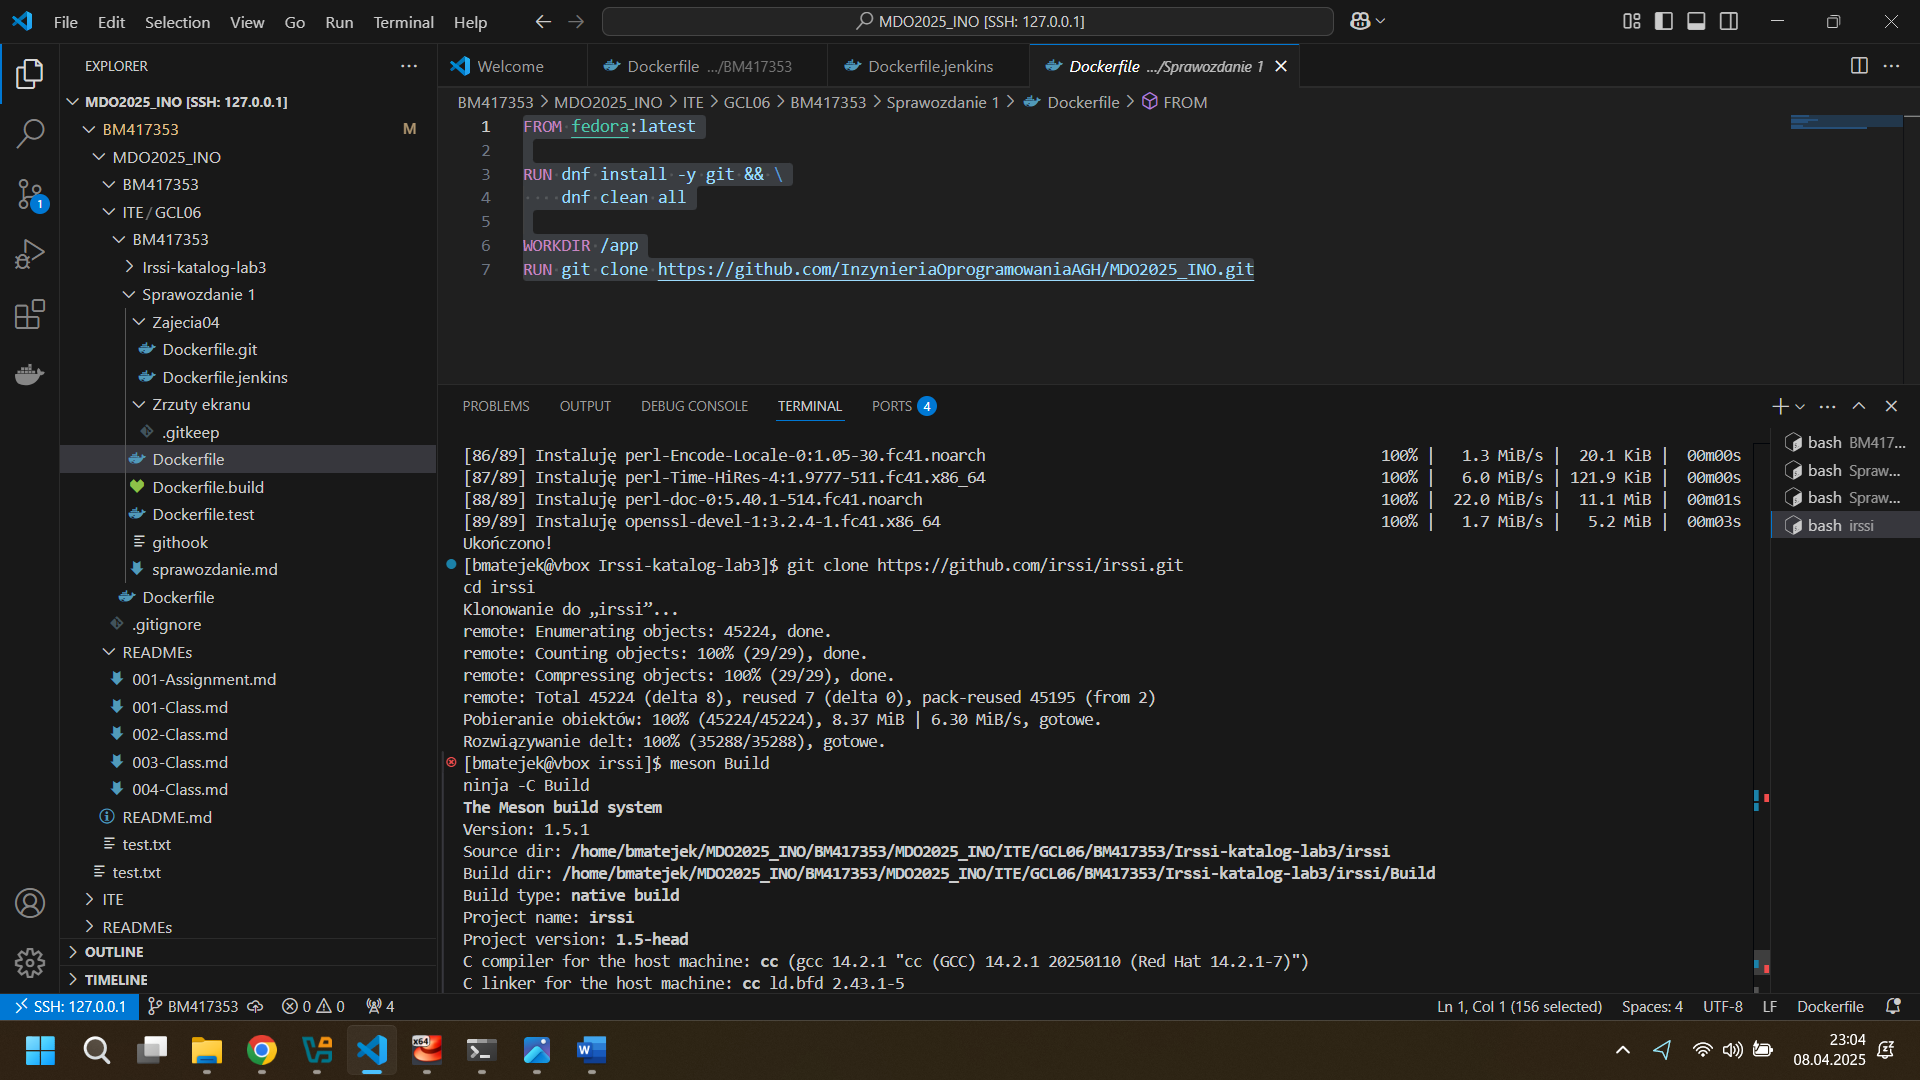 File Edit Selection View Go Run Terminal Help
MDO2025_INO [SSH: 127.0.0.1]
EXPLORER
MDO2025_INO [SSH: 127.0.0.1]
BM417353 M
MDO2025_INO
BM417353
ITE / GCL06
BM417353
Irssi-katalog-lab3
Sprawozdanie 1
Zajecia04
Dockerfile.git
Dockerfile.jenkins
Zrzuty ekranu
.gitkeep
Dockerfile
Dockerfile.build
Dockerfile.test
githook
sprawozdanie.md
Dockerfile
.gitignore
READMEs
001-Assignment.md
001-Class.md
002-Class.md
003-Class.md
004-Class.md
README.md
test.txt
test.txt
ITE
READMEs
OUTLINE
TIMELINE
1
Welcome
Dockerfile .../BM417353
Dockerfile.jenkins
Dockerfile .../Sprawozdanie 1
BM417353 > MDO2025_INO > ITE > GCL06 > BM417353 > Sprawozdanie 1 > Dockerfile > FROM
1 FROM fedora:latest
2
3 RUN dnf install -y git && \
4 dnf clean all
5
6 WORKDIR /app
7 RUN git clone https://github.com/InzynieriaOprogramowaniaAGH/MDO2025_INO.git
PROBLEMS OUTPUT DEBUG CONSOLE TERMINAL PORTS 4
[86/89] Instaluję perl-Encode-Locale-0:1.05-30.fc41.noarch 100% | 1.3 MiB/s | 20.1 KiB | 00m00s
[87/89] Instaluję perl-Time-HiRes-4:1.9777-511.fc41.x86_64 100% | 6.0 MiB/s | 121.9 KiB | 00m00s
[88/89] Instaluję perl-doc-0:5.40.1-514.fc41.noarch 100% | 22.0 MiB/s | 11.1 MiB | 00m01s
[89/89] Instaluję openssl-devel-1:3.2.4-1.fc41.x86_64 100% | 1.7 MiB/s | 5.2 MiB | 00m03s
Ukończono!
[bmatejek@vbox Irssi-katalog-lab3]$ git clone https://github.com/irssi/irssi.git
cd irssi
Klonowanie do „irssi”...
remote: Enumerating objects: 45224, done.
remote: Counting objects: 100% (29/29), done.
remote: Compressing objects: 100% (29/29), done.
remote: Total 45224 (delta 8), reused 7 (delta 0), pack-reused 45195 (from 2)
Pobieranie obiektów: 100% (45224/45224), 8.37 MiB | 6.30 MiB/s, gotowe.
Rozwiązywanie delt: 100% (35288/35288), gotowe.
[bmatejek@vbox irssi]$ meson Build
ninja -C Build
The Meson build system
Version: 1.5.1
Source dir: /home/bmatejek/MDO2025_INO/BM417353/MDO2025_INO/ITE/GCL06/BM417353/Irssi-katalog-lab3/irssi
Build dir: /home/bmatejek/MDO2025_INO/BM417353/MDO2025_INO/ITE/GCL06/BM417353/Irssi-katalog-lab3/irssi/Build
Build type: native build
Project name: irssi
Project version: 1.5-head
C compiler for the host machine: cc (gcc 14.2.1 "cc (GCC) 14.2.1 20250110 (Red Hat 14.2.1-7)")
C linker for the host machine: cc ld.bfd 2.43.1-5
bash BM417...
bash Spraw...
bash Spraw...
bash irssi
SSH: 127.0.0.1 BM417353 0 0 4
Ln 1, Col 1 (156 selected) Spaces: 4 UTF-8 LF Dockerfile
x64
23:04
08.04.2025